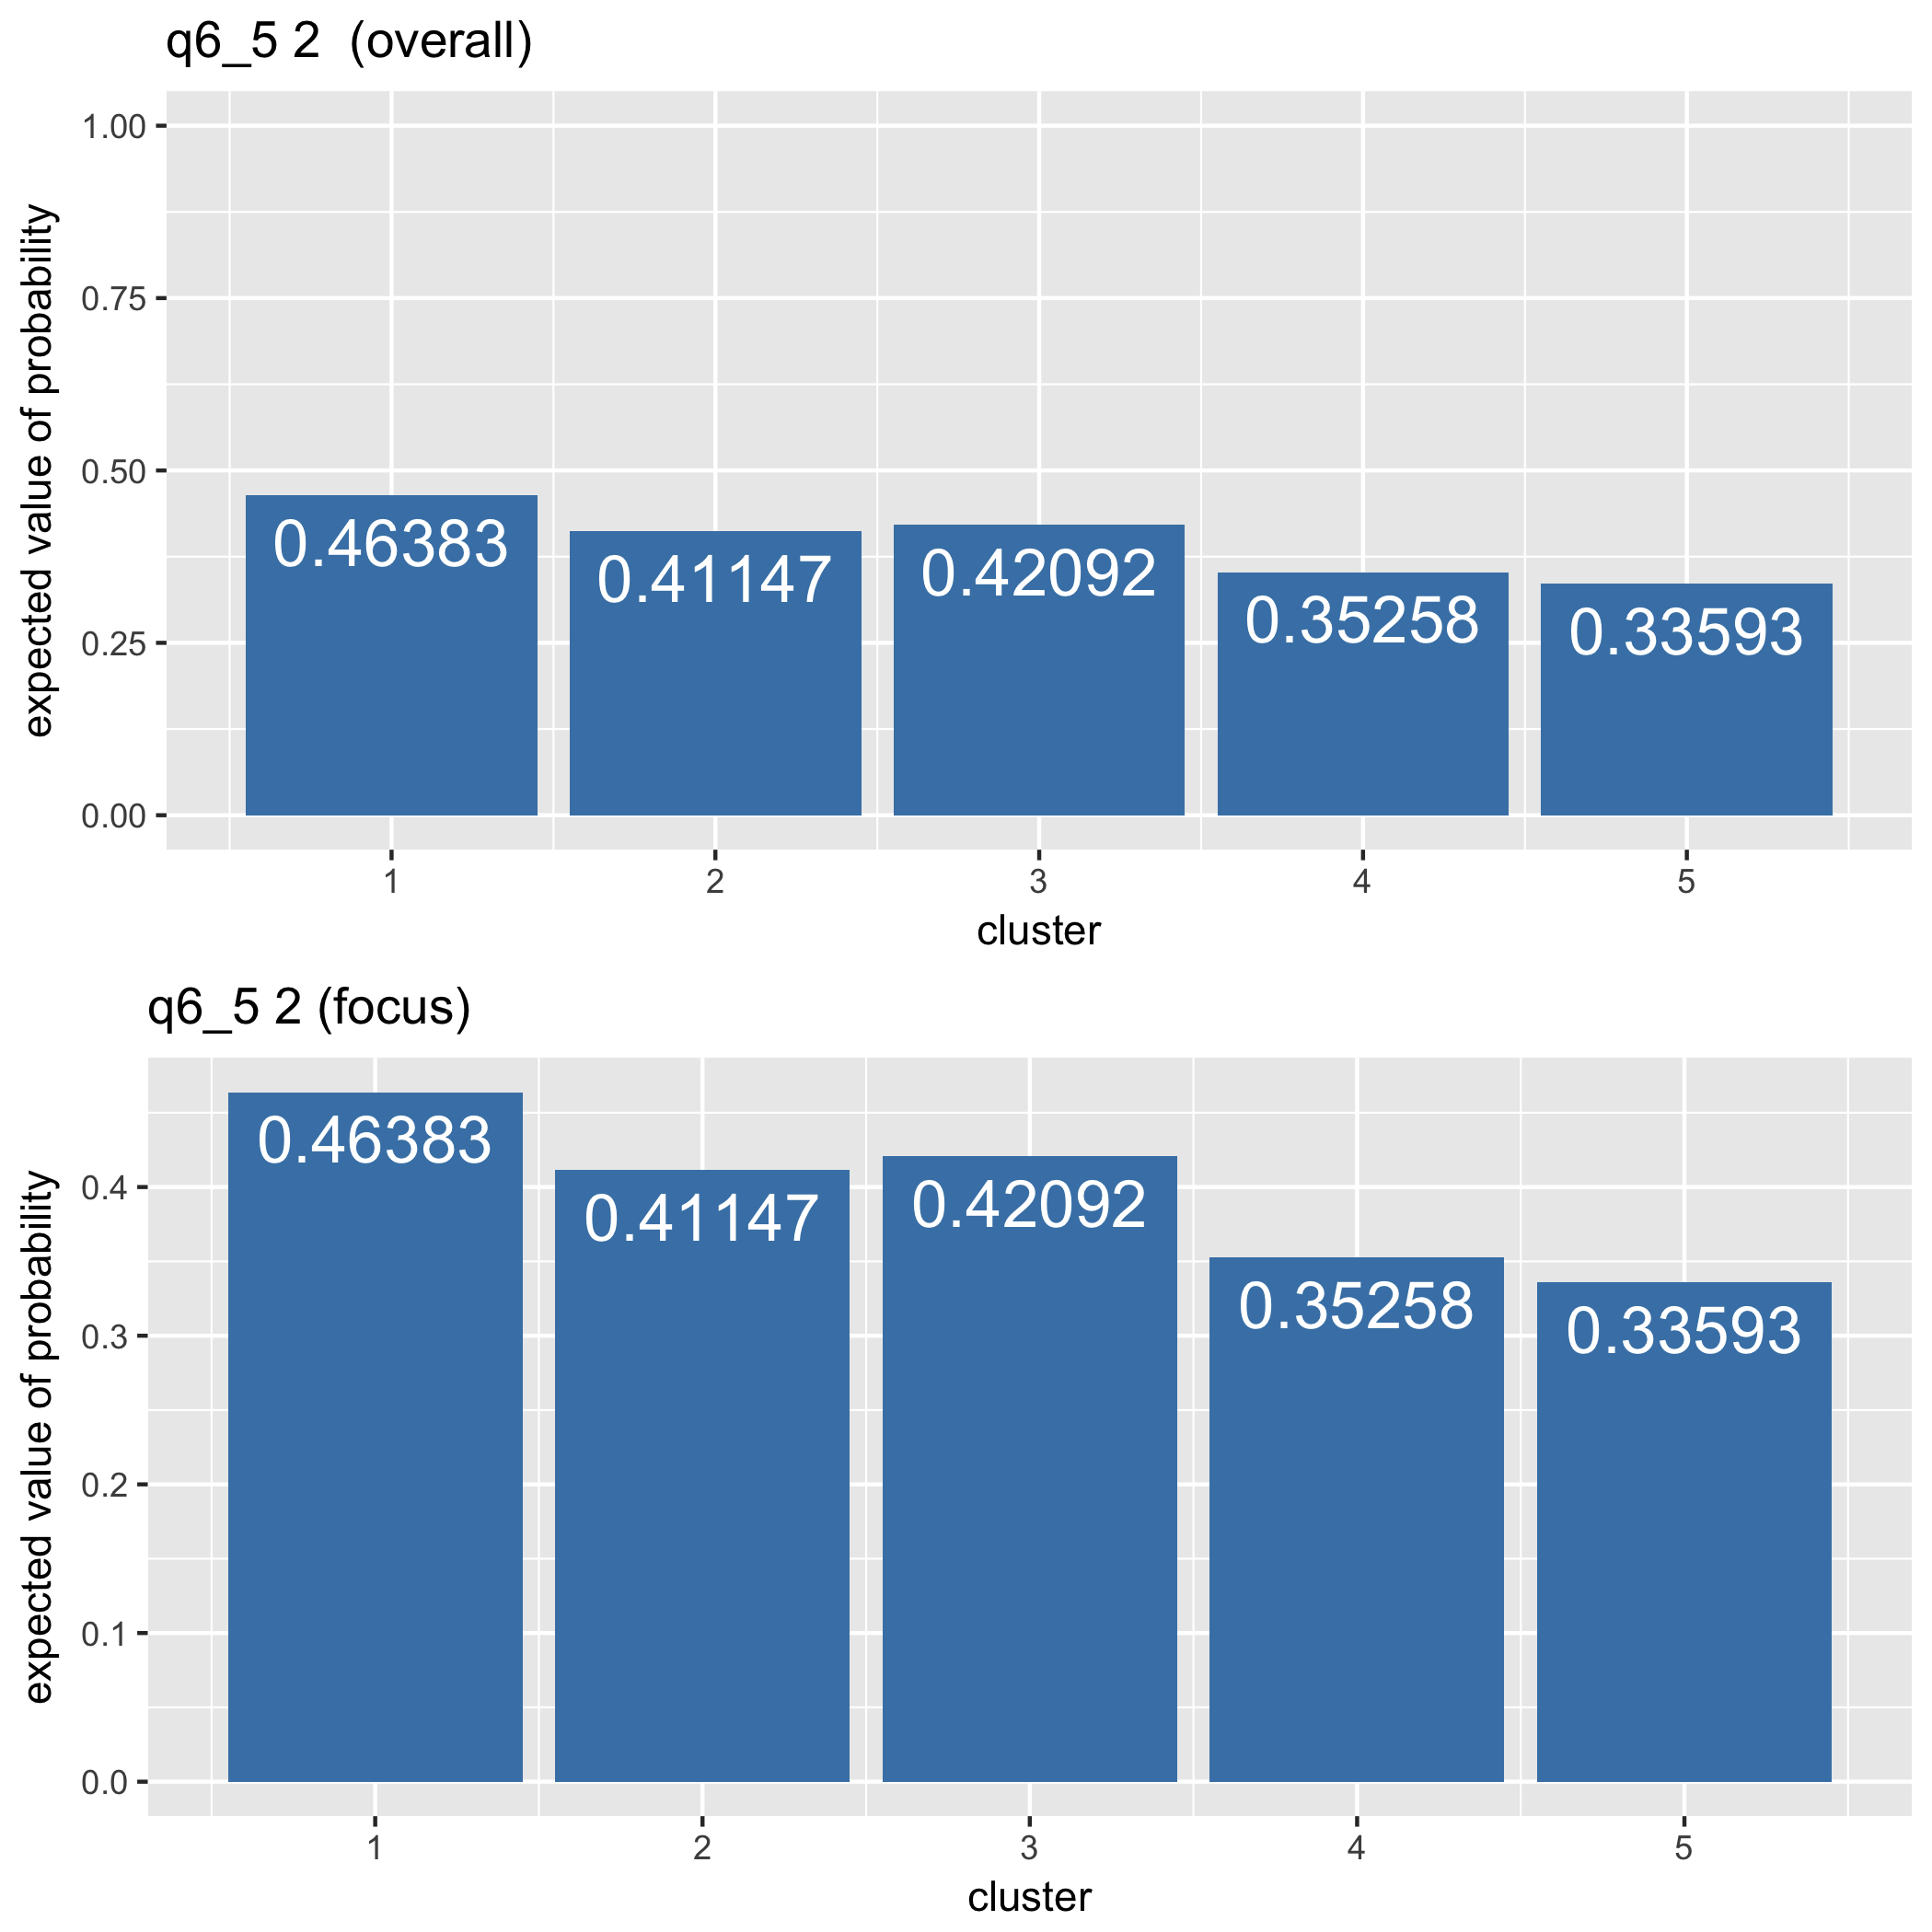 q6_5 2  (overall)
expected value of probability
1.00
0.75
0.50
0.25
0.00
0.46383
0.41147
0.42092
0.35258
0.33593
1 2 3 4 5
cluster
q6_5 2 (focus)
expected value of probability
0.4
0.3
0.2
0.1
0.0
0.46383
0.41147
0.42092
0.35258
0.33593
1 2 3 4 5
cluster